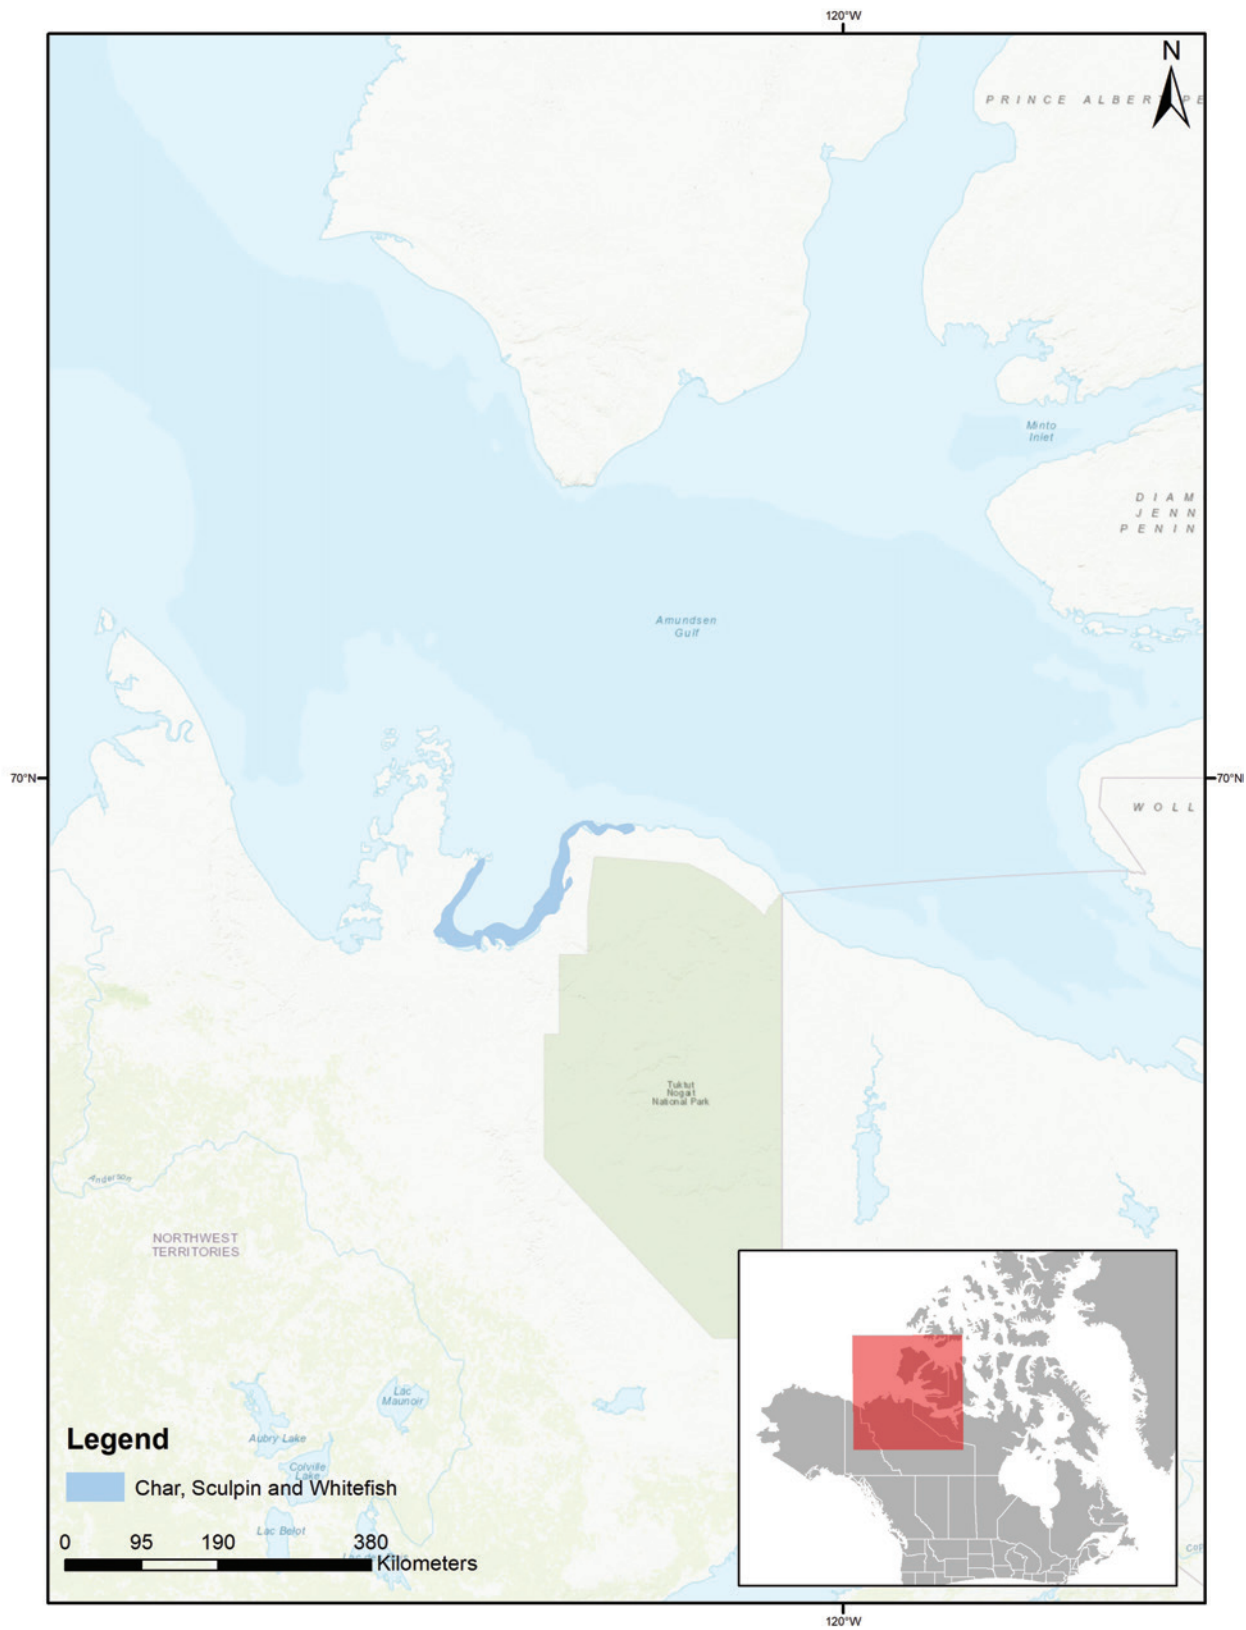 120°W
N
PRINCE ALBERT PE
Minto
Inlet
DIAM
JENN
PENIN
Amundsen
Gulf
70°N
70°N
WOLL
Tuktut
Nogait
National Park
Anderson
NORTHWEST
TERRITORIES
Lac
Maunoir
Legend
Aubry Lake
Colville
Lake
Char, Sculpin and Whitefish
Lac Belot
0 95 190 380
Kilometers
120°W